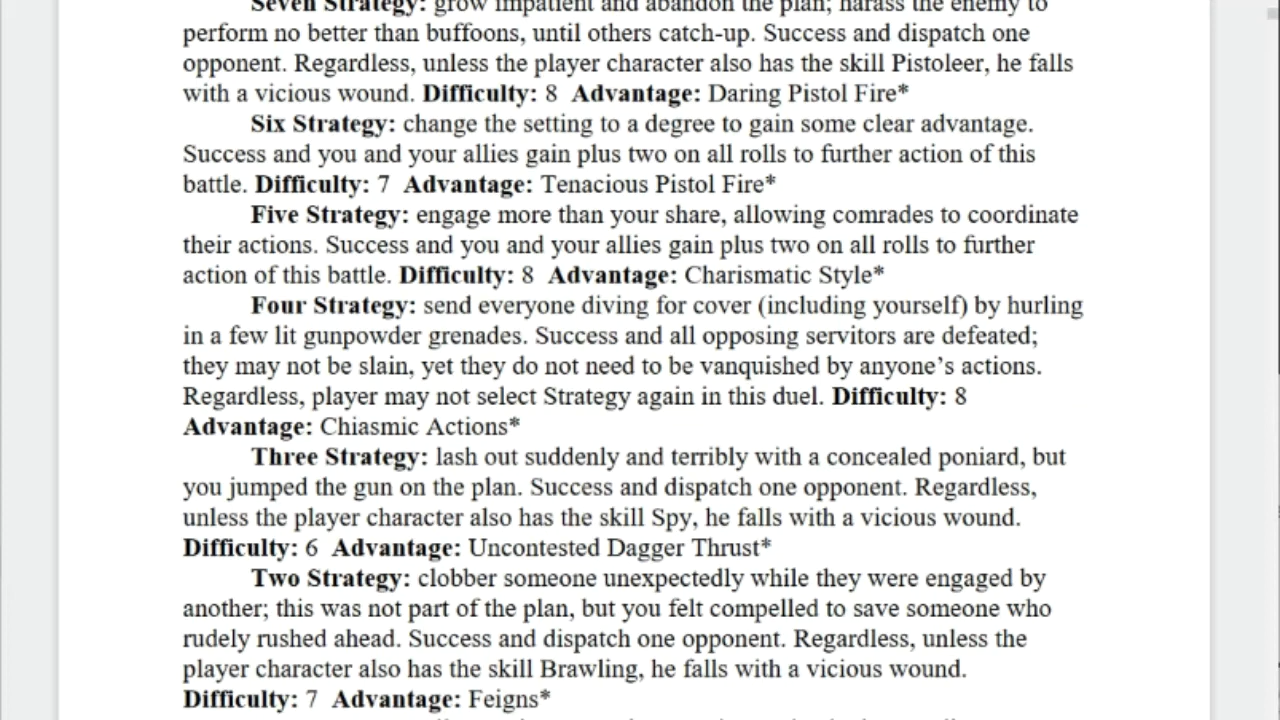 Seven Strategy: grow impatient and abandon the plan; harass the enemy to
perform no better than buffoons, until others catch-up. Success and dispatch one
opponent. Regardless, unless the player character also has the skill Pistoleer, he falls
with a vicious wound. Difficulty: 8 Advantage: Daring Pistol Fire*
Six Strategy: change the setting to a degree to gain some clear advantage.
Success and you and your allies gain plus two on all rolls to further action of this
battle. Difficulty: 7 Advantage: Tenacious Pistol Fire*
Five Strategy: engage more than your share, allowing comrades to coordinate
their actions. Success and you and your allies gain plus two on all rolls to further
action of this battle. Difficulty: 8 Advantage: Charismatic Style*
Four Strategy: send everyone diving for cover (including yourself) by hurling
in a few lit gunpowder grenades. Success and all opposing servitors are defeated;
they may not be slain, yet they do not need to be vanquished by anyone’s actions.
Regardless, player may not select Strategy again in this duel. Difficulty: 8
Advantage: Chiasmic Actions*
Three Strategy: lash out suddenly and terribly with a concealed poniard, but
you jumped the gun on the plan. Success and dispatch one opponent. Regardless,
unless the player character also has the skill Spy, he falls with a vicious wound.
Difficulty: 6 Advantage: Uncontested Dagger Thrust*
Two Strategy: clobber someone unexpectedly while they were engaged by
another; this was not part of the plan, but you felt compelled to save someone who
rudely rushed ahead. Success and dispatch one opponent. Regardless, unless the
player character also has the skill Brawling, he falls with a vicious wound.
Difficulty: 7 Advantage: Feigns*